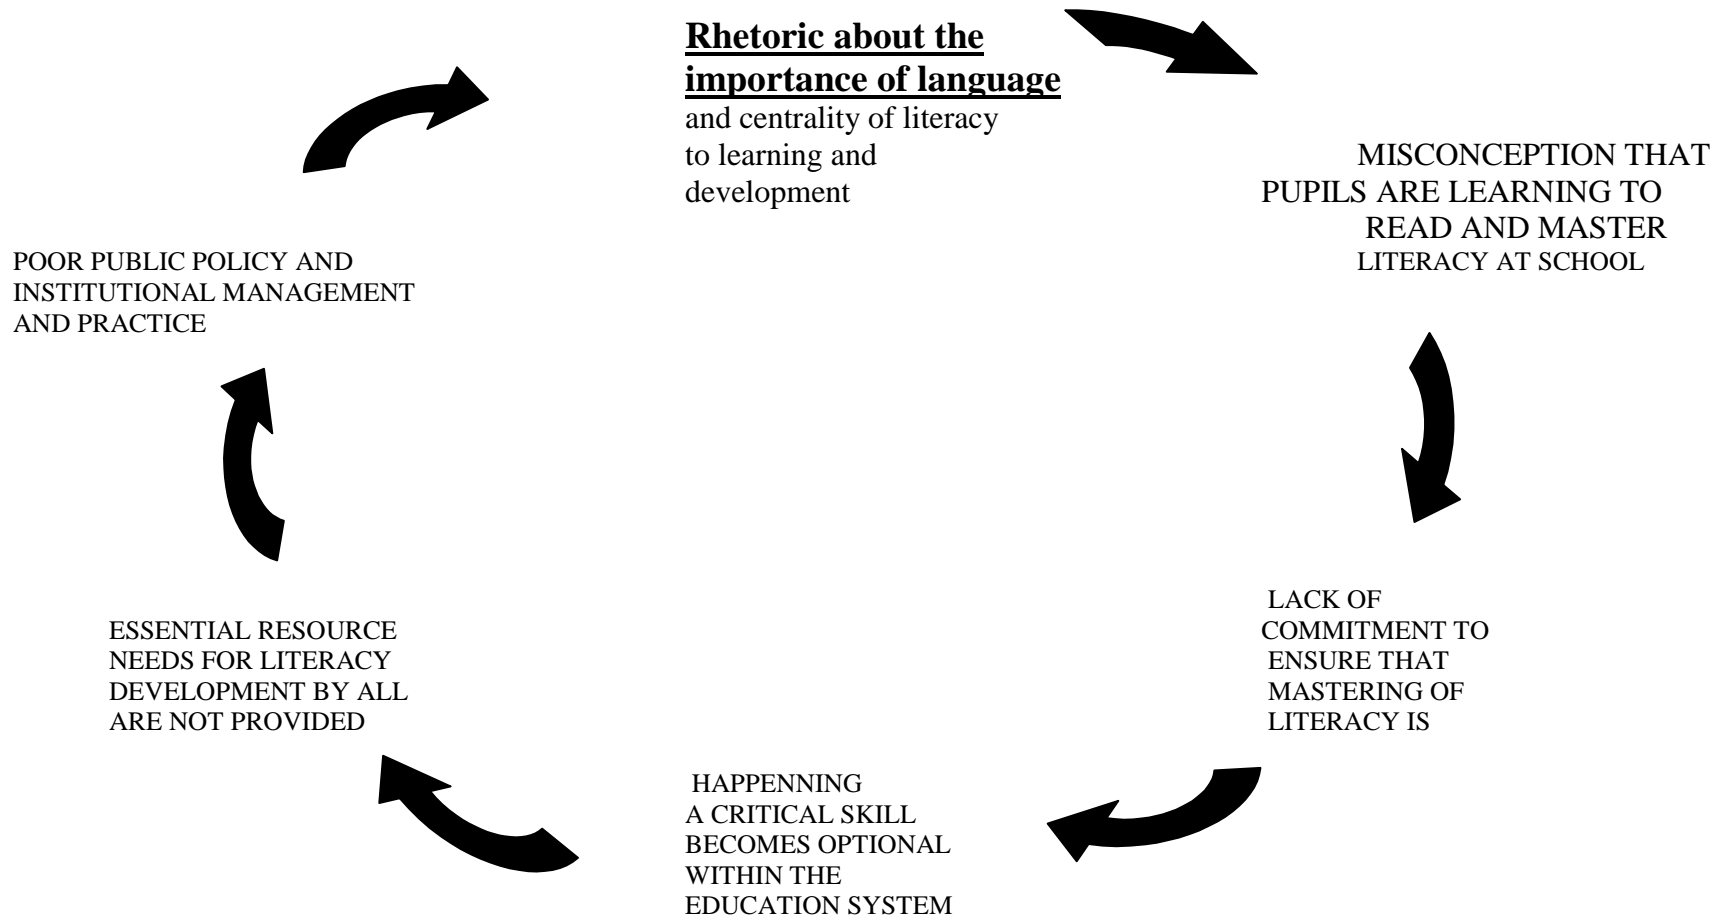 Rhetoric about the
importance of language
and centrality of literacy
to learning and
development
MISCONCEPTION THAT
PUPILS ARE LEARNING TO
READ AND MASTER
LITERACY AT SCHOOL
LACK OF
COMMITMENT TO
ENSURE THAT
MASTERING OF
LITERACY IS
HAPPENNING
A CRITICAL SKILL
BECOMES OPTIONAL
WITHIN THE
EDUCATION SYSTEM
ESSENTIAL RESOURCE
NEEDS FOR LITERACY
DEVELOPMENT BY ALL
ARE NOT PROVIDED
POOR PUBLIC POLICY AND
INSTITUTIONAL MANAGEMENT
AND PRACTICE